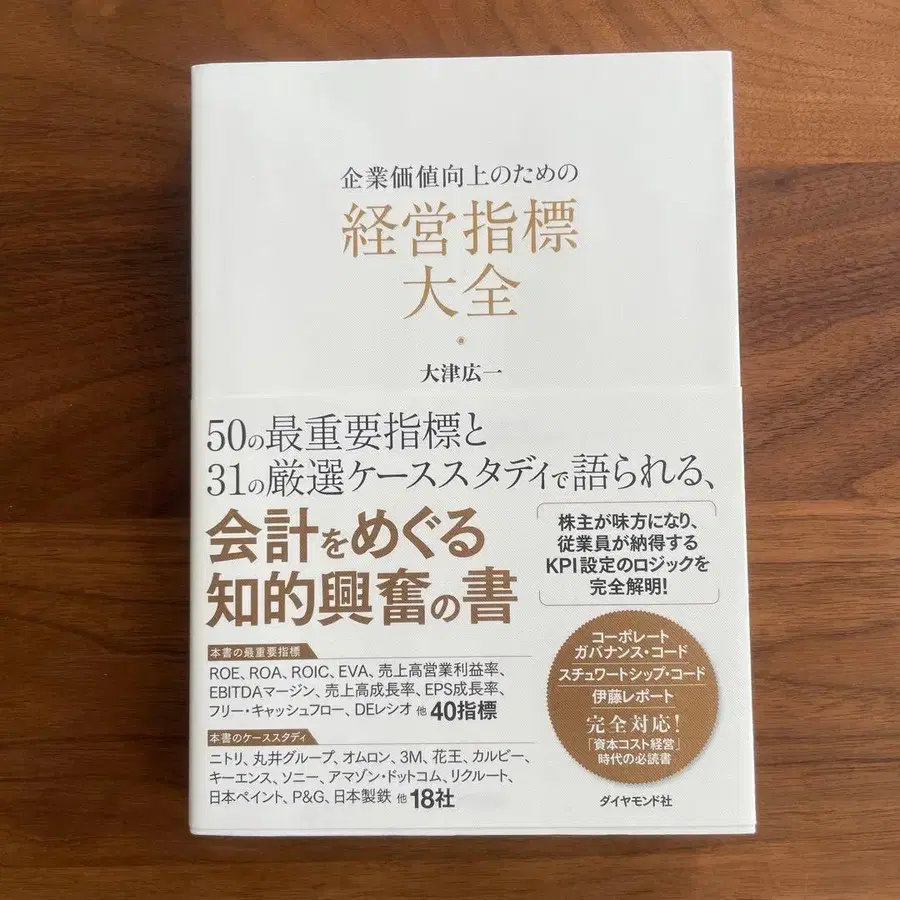 企業価値向上のための
経営指標
大全
大津広一
50の最重要指標と
31の厳選ケーススタディで語られる、
会計をめぐる
知的興奮の書
株主が味方になり、
従業員が納得する
KPI設定のロジックを
完全解明!
本書の最重要指標
ROE、ROA、ROIC、EVA、売上高営業利益率、
EBITDAマージン、売上高成長率、EPS成長率、
フリー・キャッシュフロー、DEレシオ 他 40指標
本書のケーススタディ
ニトリ、丸井グループ、オムロン、3M、花王、カルビー、
キーエンス、ソニー、アマゾン・ドットコム、リクルート、
日本ペイント、P&G、日本製鉄 他 18社
コーポレート
ガバナンス・コード
スチュワートシップ・コード
伊藤レポート
完全対応!
「資本コスト経営」
時代の必読書
ダイヤモンド社